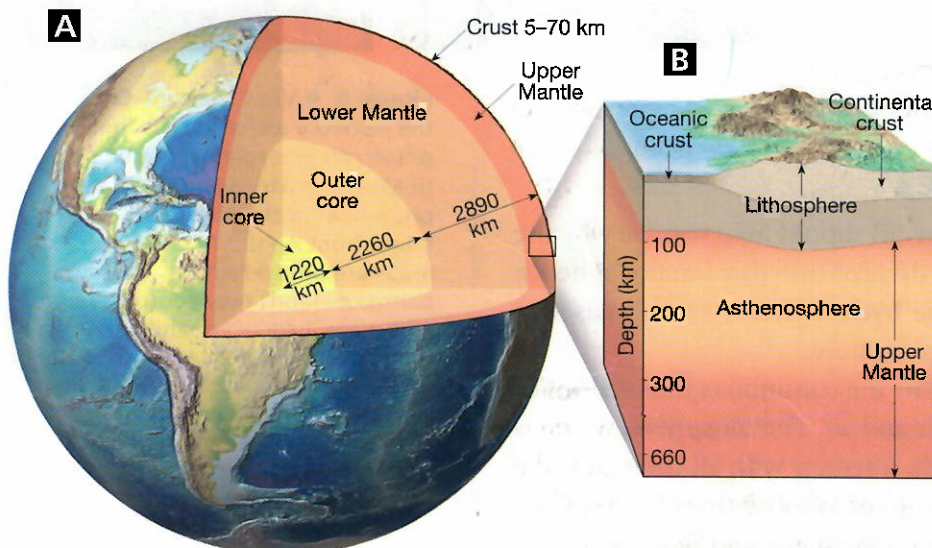 A
Crust 5–70 km
Upper
Mantle
Lower Mantle
Outer
core
Inner
core
2890
km
2260
km
1220
km
B
Oceanic
crust
Continental
crust
Lithosphere
Depth (km)
100
200
300
660
Asthenosphere
Upper
Mantle